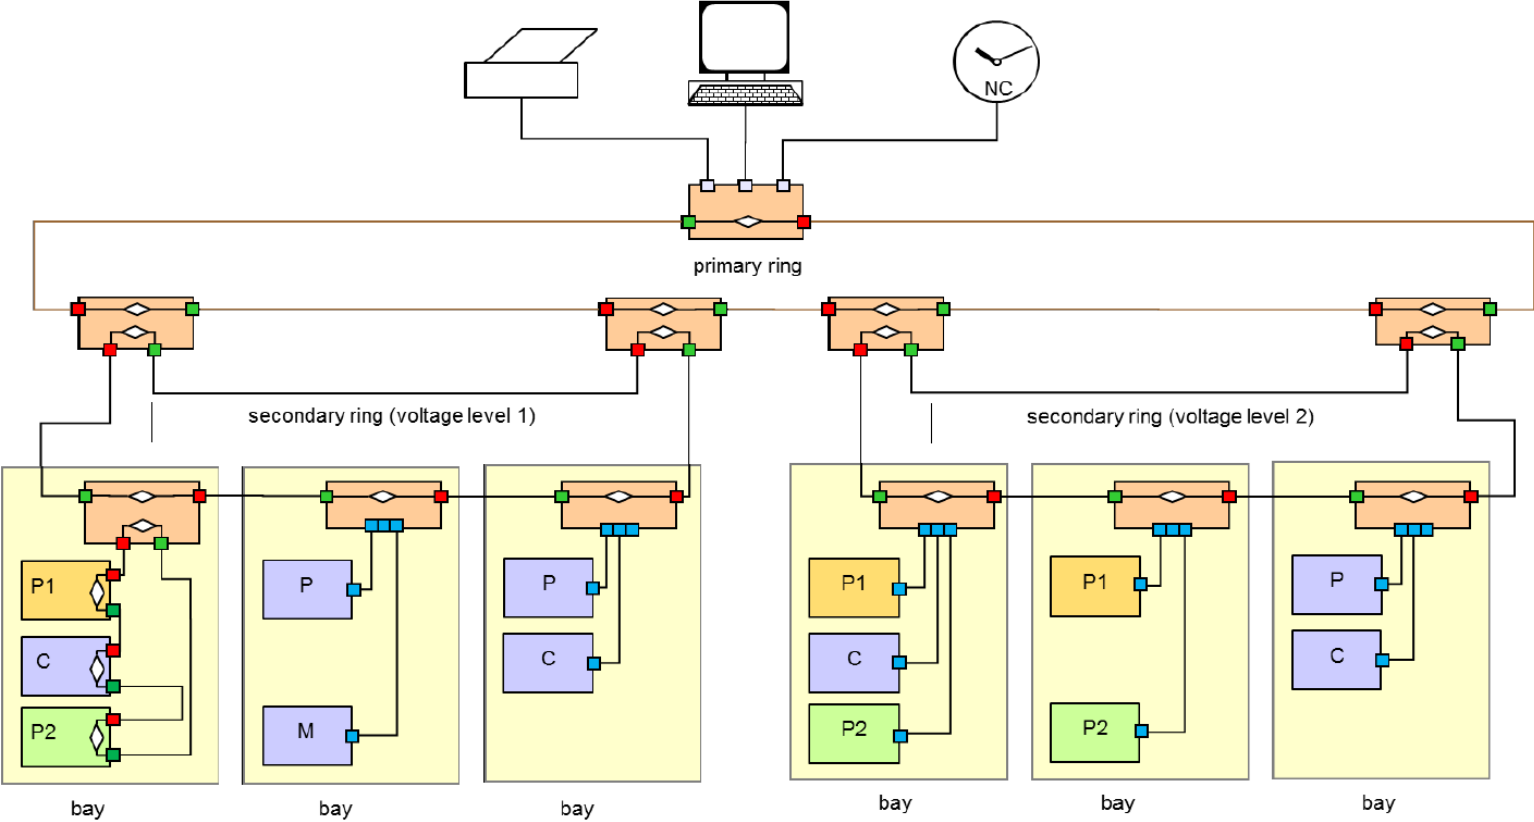 NC
primary ring
secondary ring (voltage level 1)
secondary ring (voltage level 2)
P1
C
P2
P
M
P
C
P1
C
P2
P1
P2
P
C
bay
bay
bay
bay
bay
bay